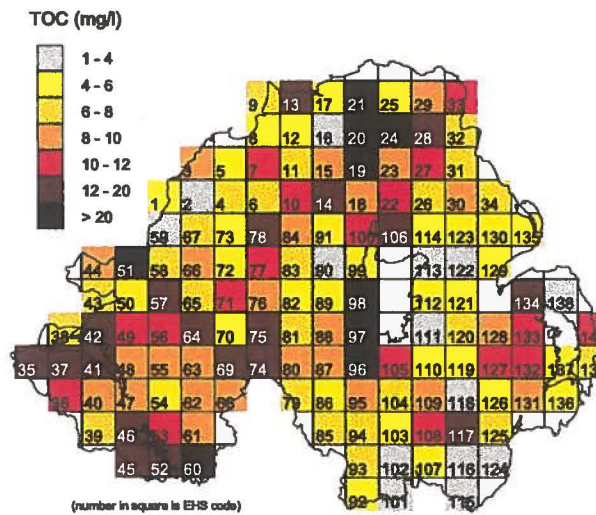 TOC (mg/l)
1 - 4
4 - 6
6 - 8
8 - 10
10 - 12
12 - 20
> 20
9 13 17 21 25 29 33
8 12 16 20 24 28 32
3 5 7 11 15 19 23 27 31
1 2 4 6 10 14 18 22 26 30 34
59 67 73 78 84 91 100 106 114 123 130 135
44 51 58 66 72 77 83 90 99 113 122 129
43 50 57 65 71 76 82 89 98 112 121 134 138
38 42 49 56 64 70 75 81 88 97 111 120 128 133
35 37 41 48 55 63 69 74 80 87 96 105 110 119 127 132 137
36 40 47 54 62 68 79 86 95 104 109 118 126 131 136
39 46 53 61 85 94 103 108 117 125
45 52 60 93 102 107 116 124
92 101 115
(number in square is EHS code)